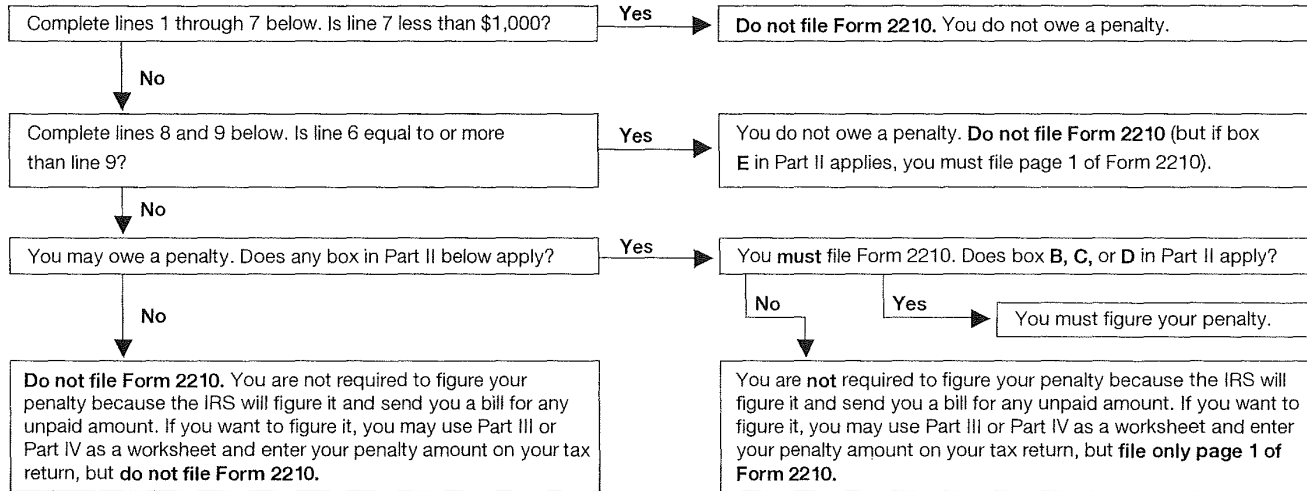 Complete lines 1 through 7 below. Is line 7 less than $1,000?
Yes
Do not file Form 2210. You do not owe a penalty.
No
Complete lines 8 and 9 below. Is line 6 equal to or more
than line 9?
Yes
You do not owe a penalty. Do not file Form 2210 (but if box
E in Part II applies, you must file page 1 of Form 2210).
No
You may owe a penalty. Does any box in Part II below apply?
Yes
You must file Form 2210. Does box B, C, or D in Part II apply?
No
Yes
You must figure your penalty.
No
Do not file Form 2210. You are not required to figure your
penalty because the IRS will figure it and send you a bill for any
unpaid amount. If you want to figure it, you may use Part III or
Part IV as a worksheet and enter your penalty amount on your tax
return, but do not file Form 2210.
You are not required to figure your penalty because the IRS will
figure it and send you a bill for any unpaid amount. If you want to
figure it, you may use Part III or Part IV as a worksheet and enter
your penalty amount on your tax return, but file only page 1 of
Form 2210.